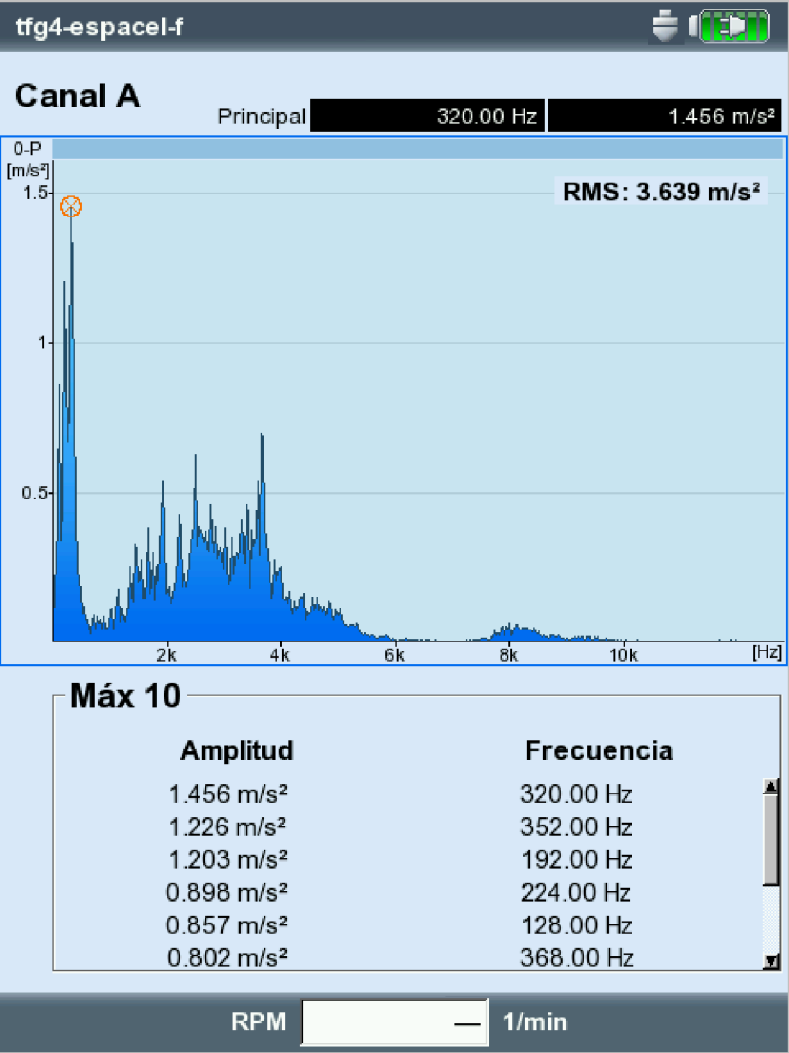 tfg4-espacel-f
Canal A
Principal 320.00 Hz 1.456 m/s²
0-P
[m/s²]
RMS: 3.639 m/s²
1.5
1
0.5
2k 4k 6k 8k 10k [Hz]
Máx 10
Amplitud Frecuencia
1.456 m/s² 320.00 Hz
1.226 m/s² 352.00 Hz
1.203 m/s² 192.00 Hz
0.898 m/s² 224.00 Hz
0.857 m/s² 128.00 Hz
0.802 m/s² 368.00 Hz
RPM — 1/min